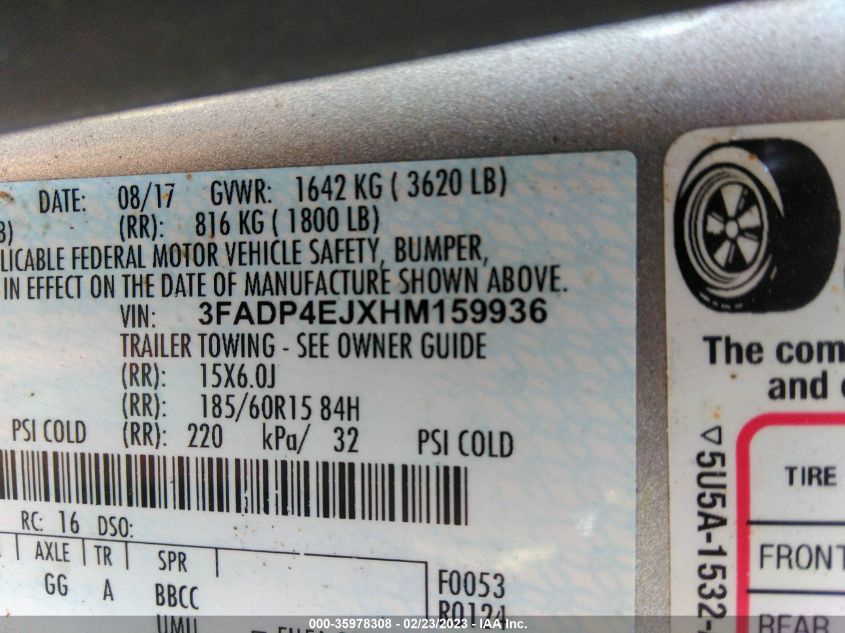 DATE: 08/17 GVWR: 1642 KG ( 3620 LB)
B) (RR): 816 KG ( 1800 LB)
LICABLE FEDERAL MOTOR VEHICLE SAFETY, BUMPER,
IN EFFECT ON THE DATE OF MANUFACTURE SHOWN ABOVE.
VIN: 3FADP4EJXHM159936
TRAILER TOWING - SEE OWNER GUIDE
(RR): 15X6.0J
(RR): 185/60R15 84H
PSI COLD (RR): 220 kPa/ 32 PSI COLD
RC: 16 DSO:
AXLE TR SPR
GG A BBCC
F0053
R0124
The com
and
▽5U5A-1532-
TIRE
FRONT
REAR
000-35978308 - 02/23/2023 - IAA Inc.